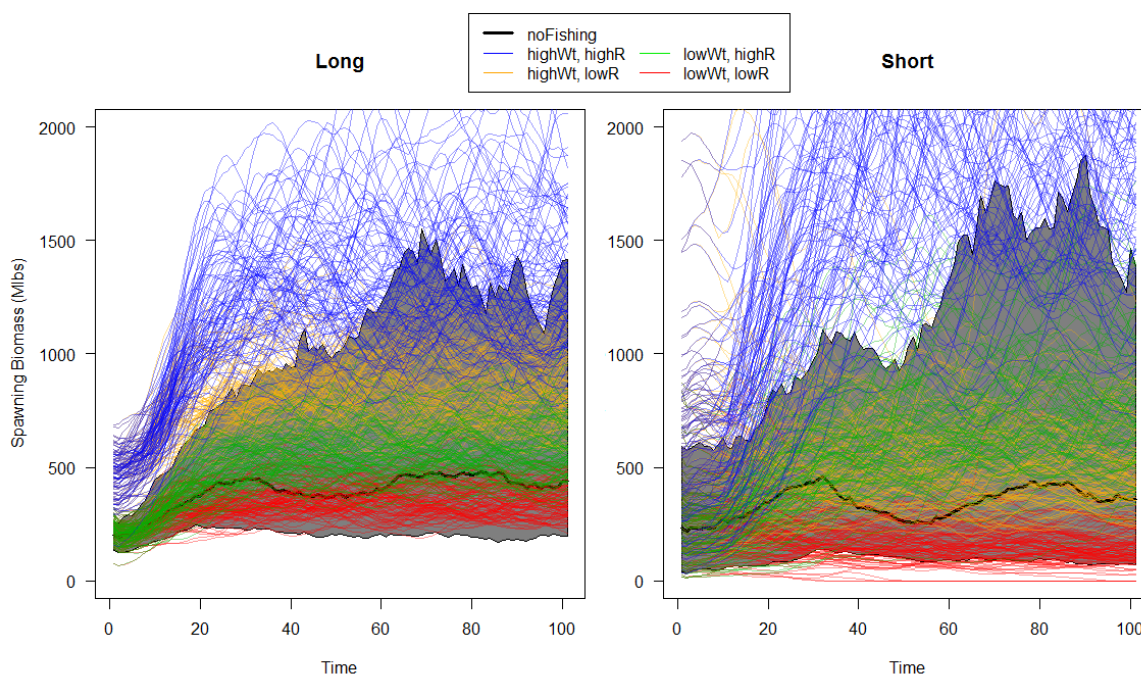 noFishing
highWt, highR
lowWt, highR
highWt, lowR
lowWt, lowR
Long
Short
Spawning Biomass (Mlbs)
2000
1500
1000
500
0
0 20 40 60 80 100
Time
2000
1500
1000
500
0
0 20 40 60 80 100
Time